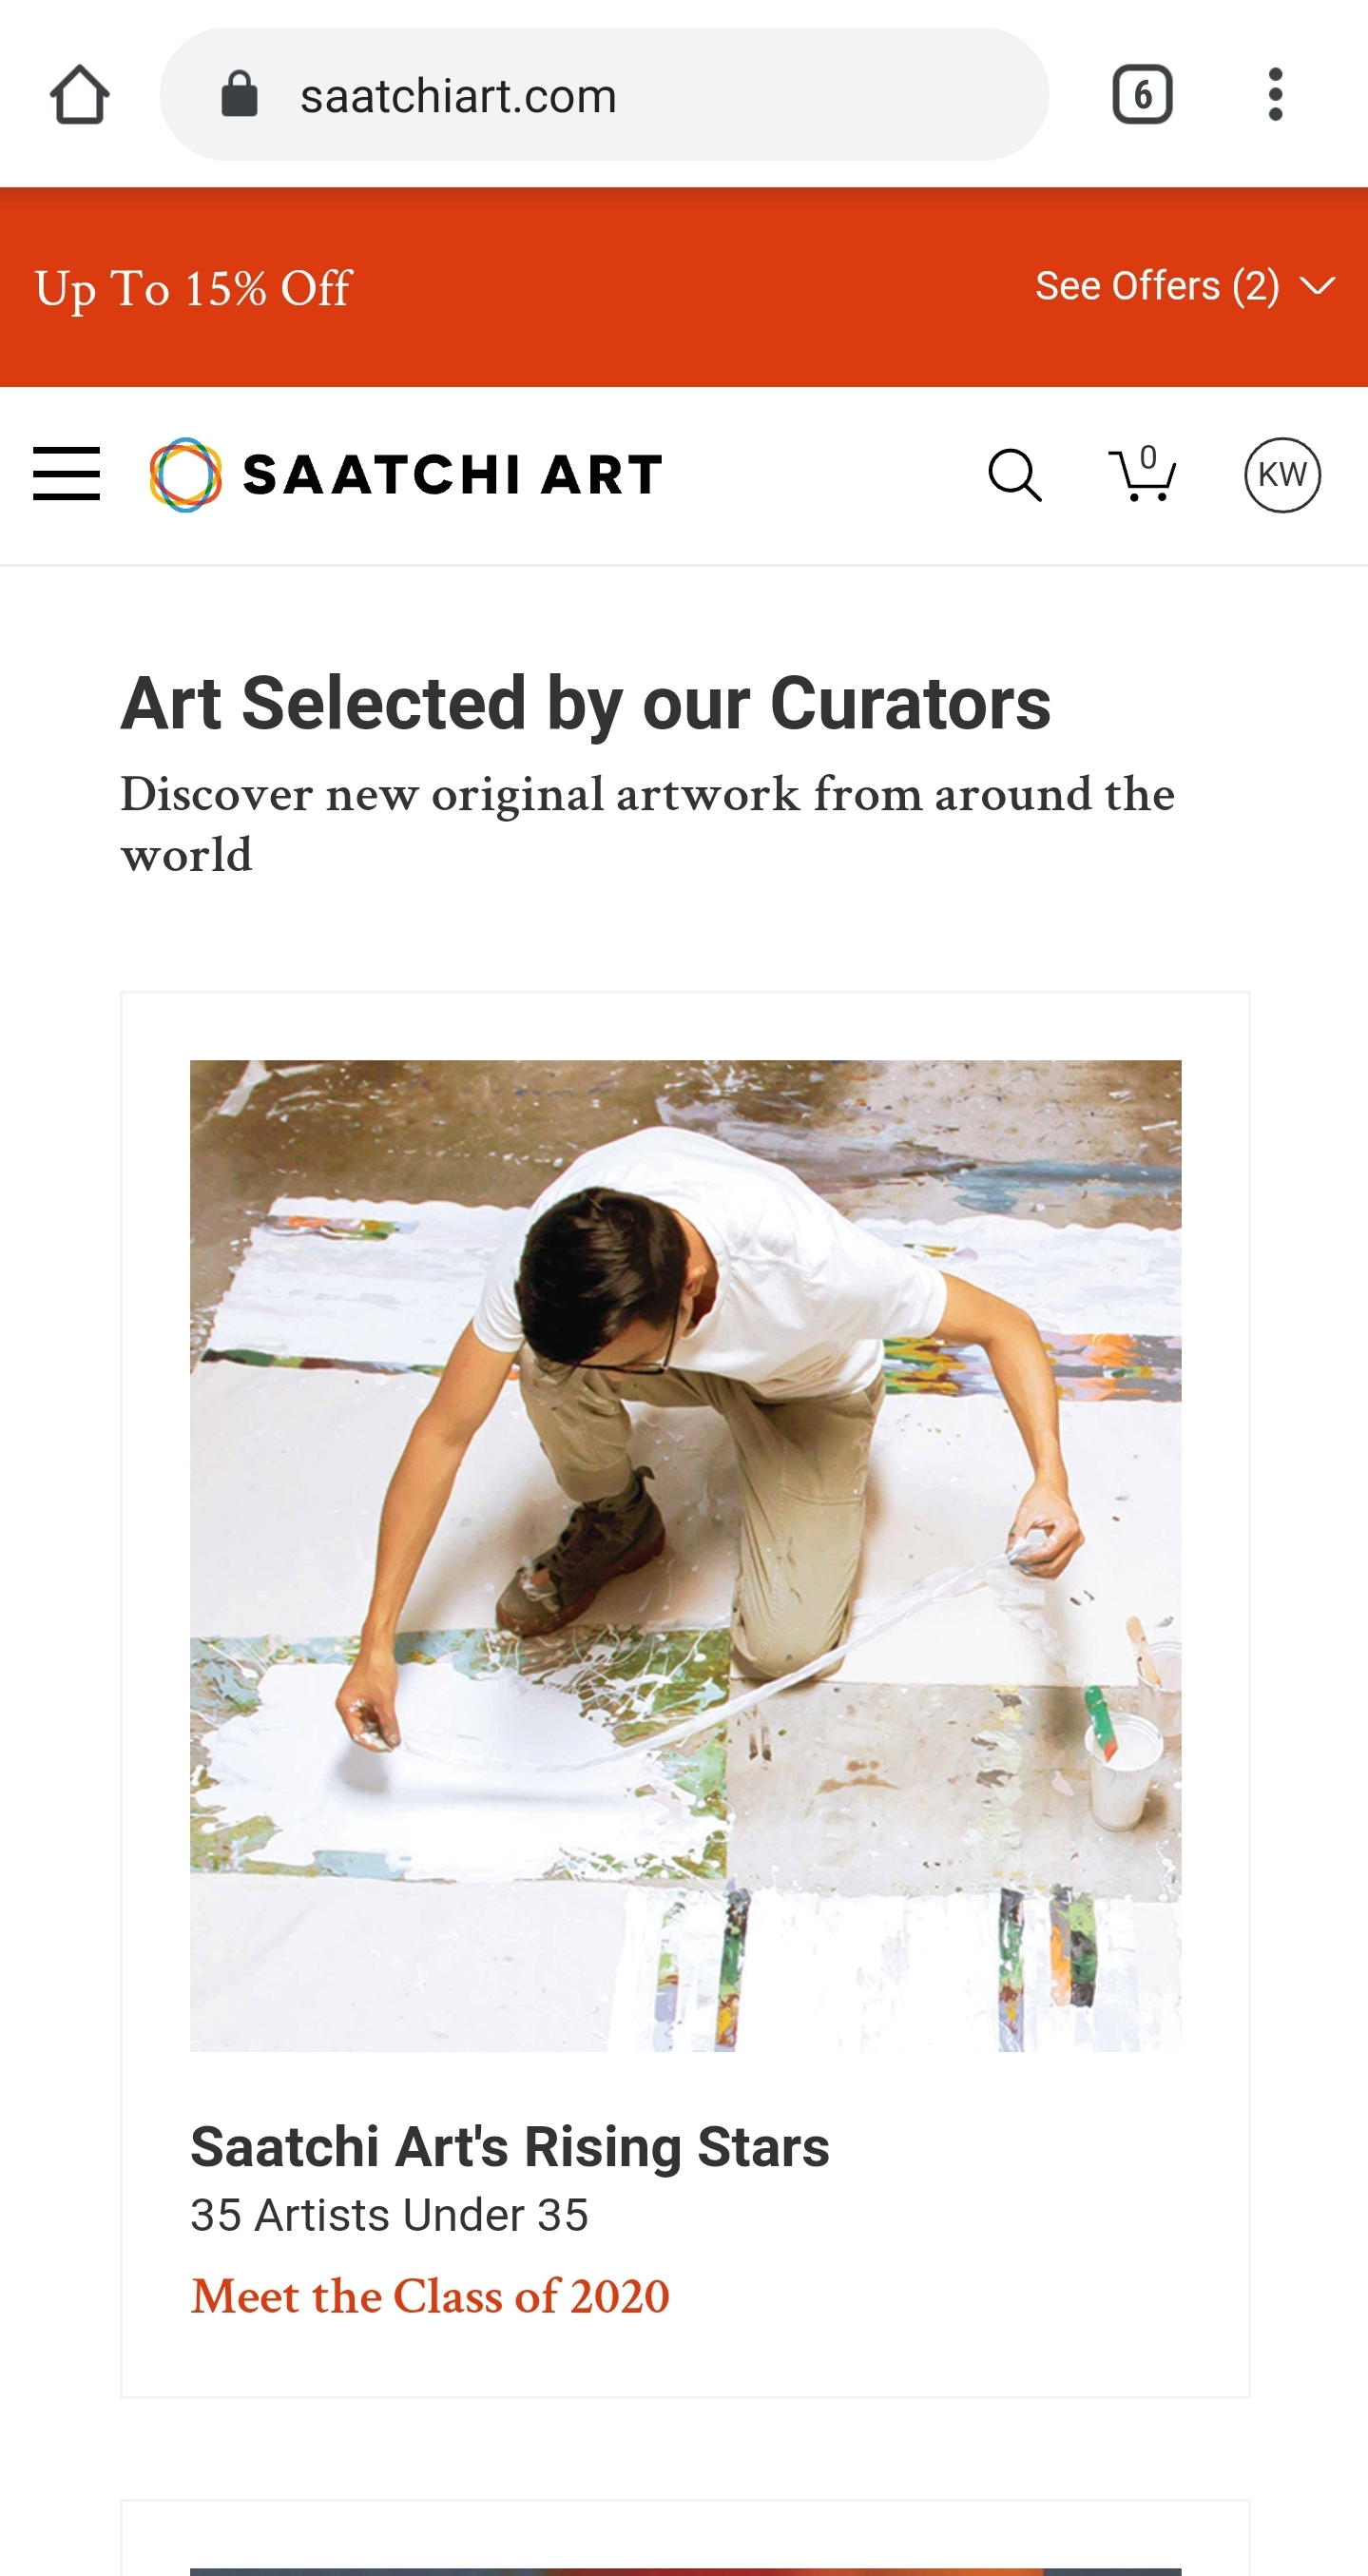 saatchiart.com
6
Up To 15% Off
See Offers (2)
SAATCHI ART
0
KW
Art Selected by our Curators
Discover new original artwork from around the
world
Saatchi Art's Rising Stars
35 Artists Under 35
Meet the Class of 2020